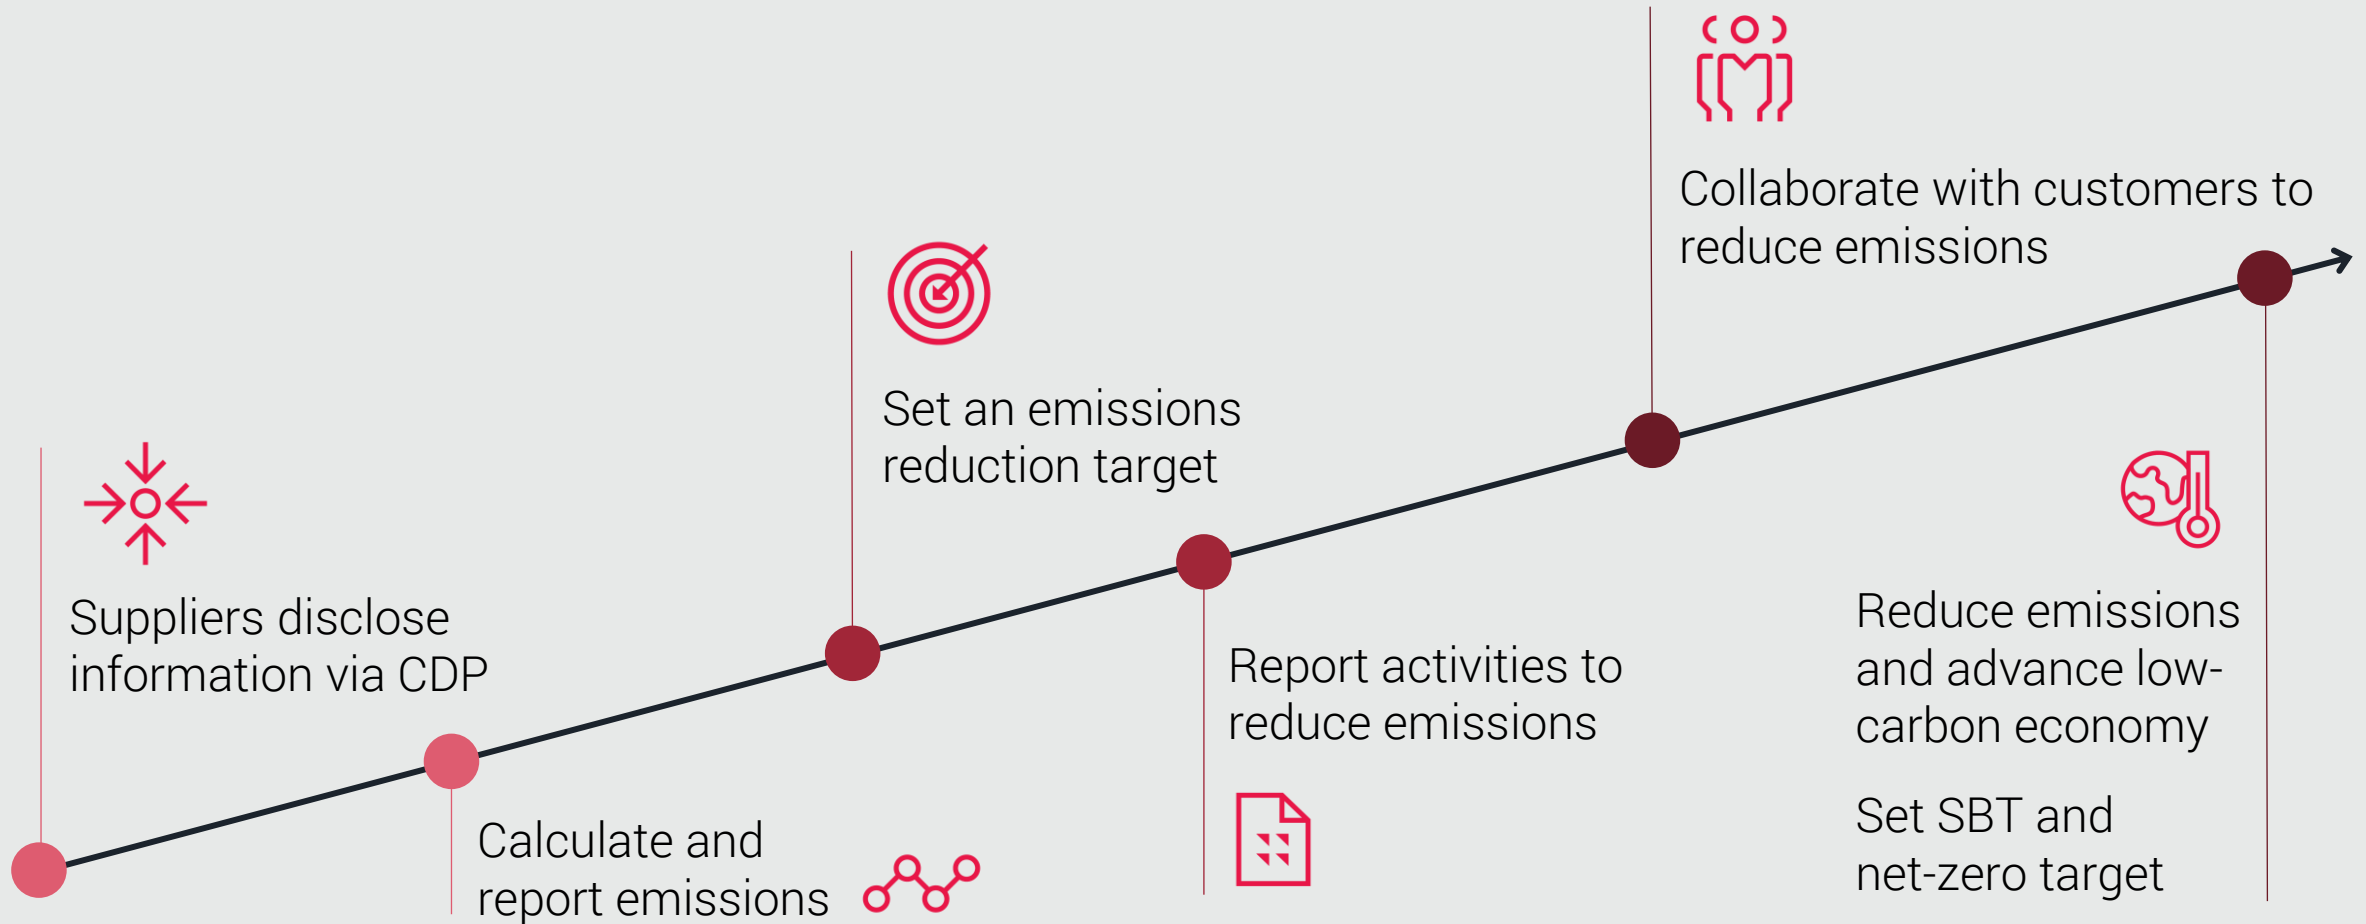 Suppliers disclose
information via CDP
Calculate and
report emissions
Set an emissions
reduction target
Report activities to
reduce emissions
Collaborate with customers to
reduce emissions
Reduce emissions
and advance low-
carbon economy
Set SBT and
net-zero target